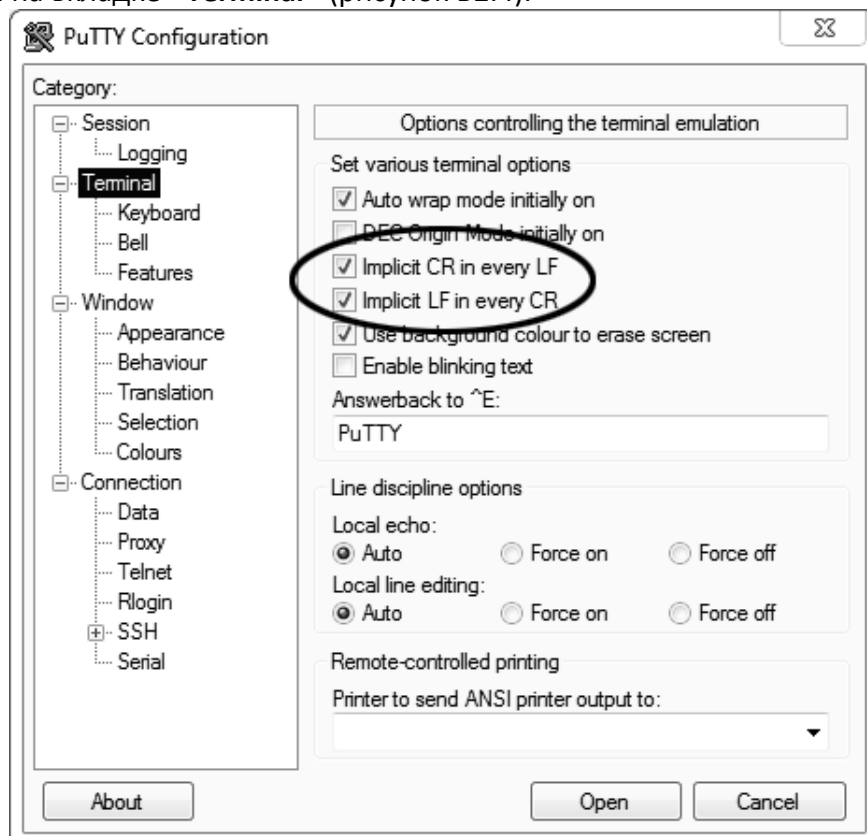 на вкладке "Terminal" (рисунок
PuTTY Configuration
Category:
Session
Logging
Terminal
Keyboard
Bell
Features
Window
Appearance
Behaviour
Translation
Selection
Colours
Connection
Data
Proxy
Telnet
Rlogin
SSH
Serial
Options controlling the terminal emulation
Set various terminal options
Auto wrap mode initially on
DEC Origin Mode initially on
Implicit CR in every LF
Implicit LF in every CR
Use background colour to erase screen
Enable blinking text
Answerback to ^E:
PuTTY
Line discipline options
Local echo:
Auto Force on Force off
Local line editing:
Auto Force on Force off
Remote-controlled printing
Printer to send ANSI printer output to:
About Open Cancel